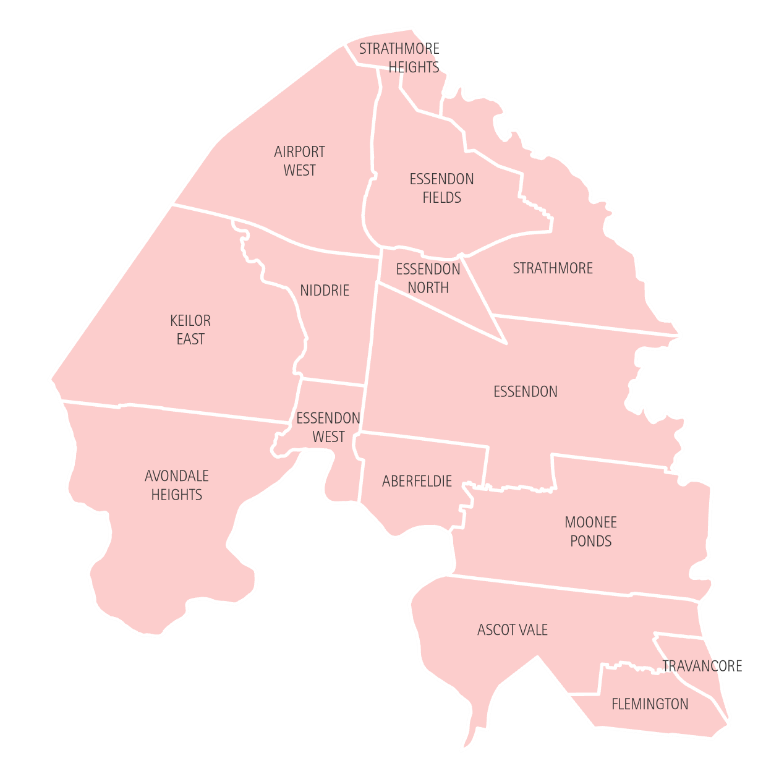 STRATHMORE
HEIGHTS
AIRPORT
WEST
ESSENDON
FIELDS
ESSENDON
NORTH
STRATHMORE
NIDDRIE
KEILOR
EAST
ESSENDON
ESSENDON
WEST
AVONDALE
HEIGHTS
ABERFELDIE
MOONEE
PONDS
ASCOT VALE
TRAVANCORE
FLEMINGTON